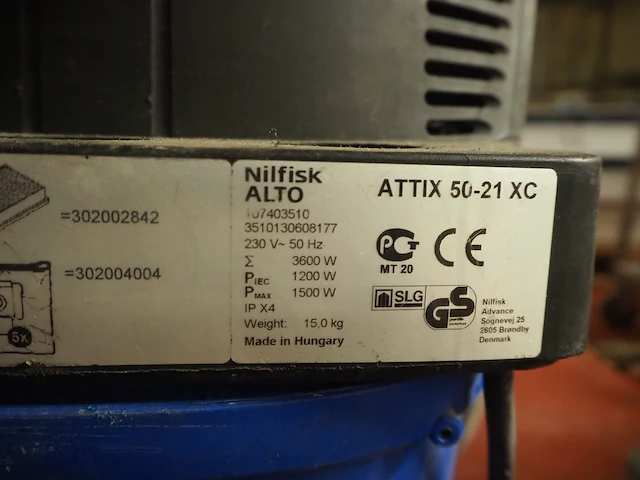 =302002842
=302004004
5x
Nilfisk
ALTO
107403510
3510130608177
230 V~ 50 Hz
Σ 3600 W
PIEC 1200 W
PMAX 1500 W
IP X4
Weight: 15,0 kg
Made in Hungary
ATTIX 50-21 XC
PCT
MT 20
CE
SLG
GS
Nilfisk
Advance
Sognevej 25
2605 Brøndby
Denmark